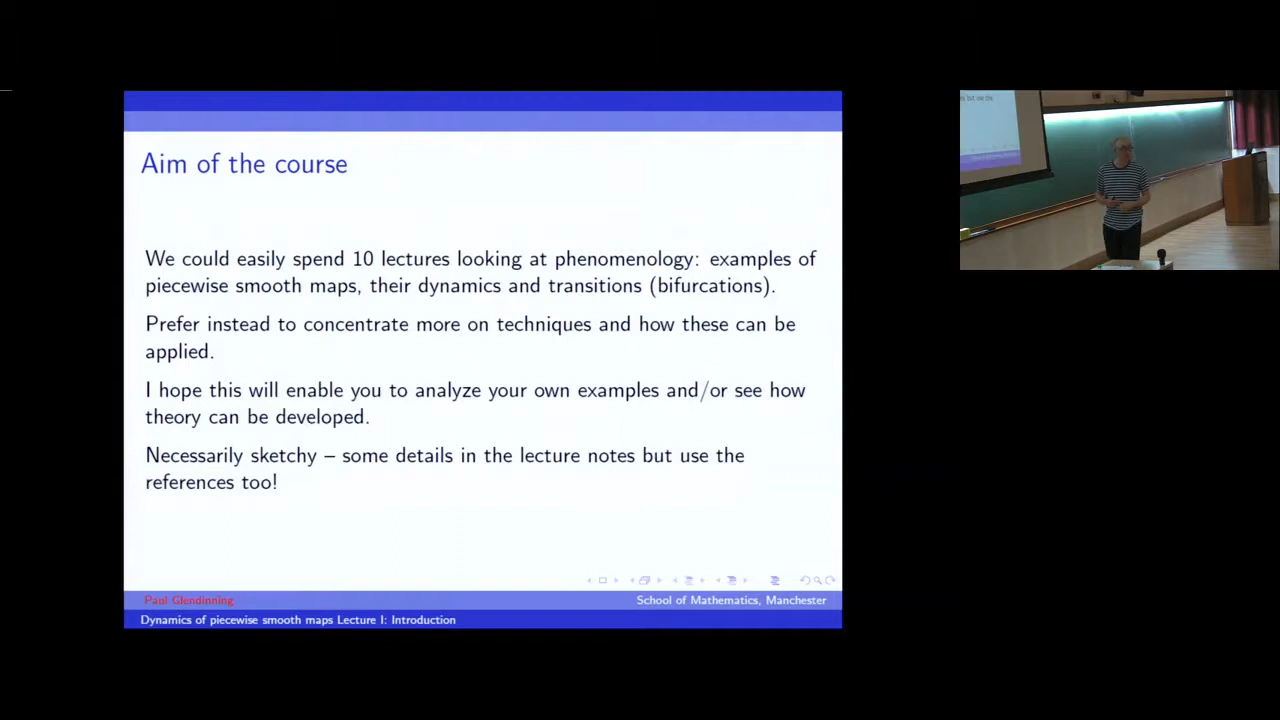 Aim of the course
We could easily spend 10 lectures looking at phenomenology: examples of
piecewise smooth maps, their dynamics and transitions (bifurcations).
Prefer instead to concentrate more on techniques and how these can be
applied.
I hope this will enable you to analyze your own examples and/or see how
theory can be developed.
Necessarily sketchy – some details in the lecture notes but use the
references too!
Paul Glendinning
School of Mathematics, Manchester
Dynamics of piecewise smooth maps Lecture I: Introduction